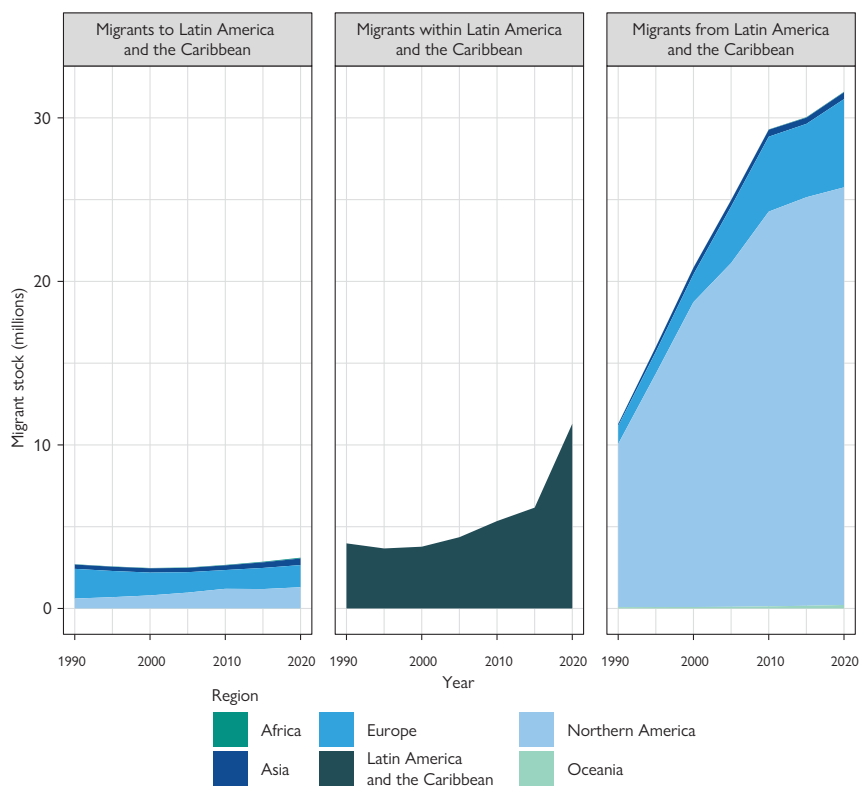 Migrants to Latin America
and the Caribbean
Migrants within Latin America
and the Caribbean
Migrants from Latin America
and the Caribbean
Migrant stock (millions)
30
20
10
0
1990
2000
2010
2020
1990
2000
2010
2020
1990
2000
2010
2020
Year
Region
Africa
Europe
Northern America
Asia
Latin America
and the Caribbean
Oceania